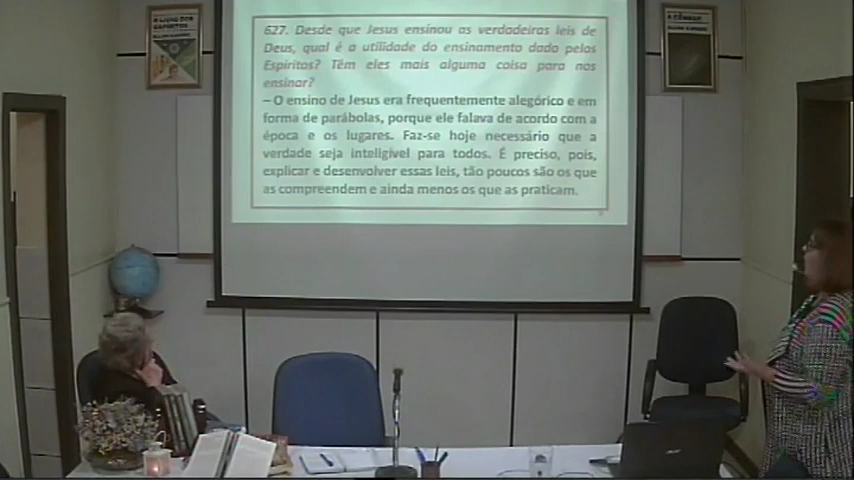 627. Desde que Jesus ensinou as verdadeiras leis de
Deus, qual é a utilidade do ensinamento dado pelos
Espíritos? Têm eles mais alguma coisa para nos
ensinar?
– O ensino de Jesus era frequentemente alegórico e em
forma de parábolas, porque ele falava de acordo com a
época e os lugares. Faz-se hoje necessário que a
verdade seja inteligível para todos. É preciso, pois,
explicar e desenvolver essas leis, tão poucos são os que
as compreendem e ainda menos os que as praticam.
A GÊNESE